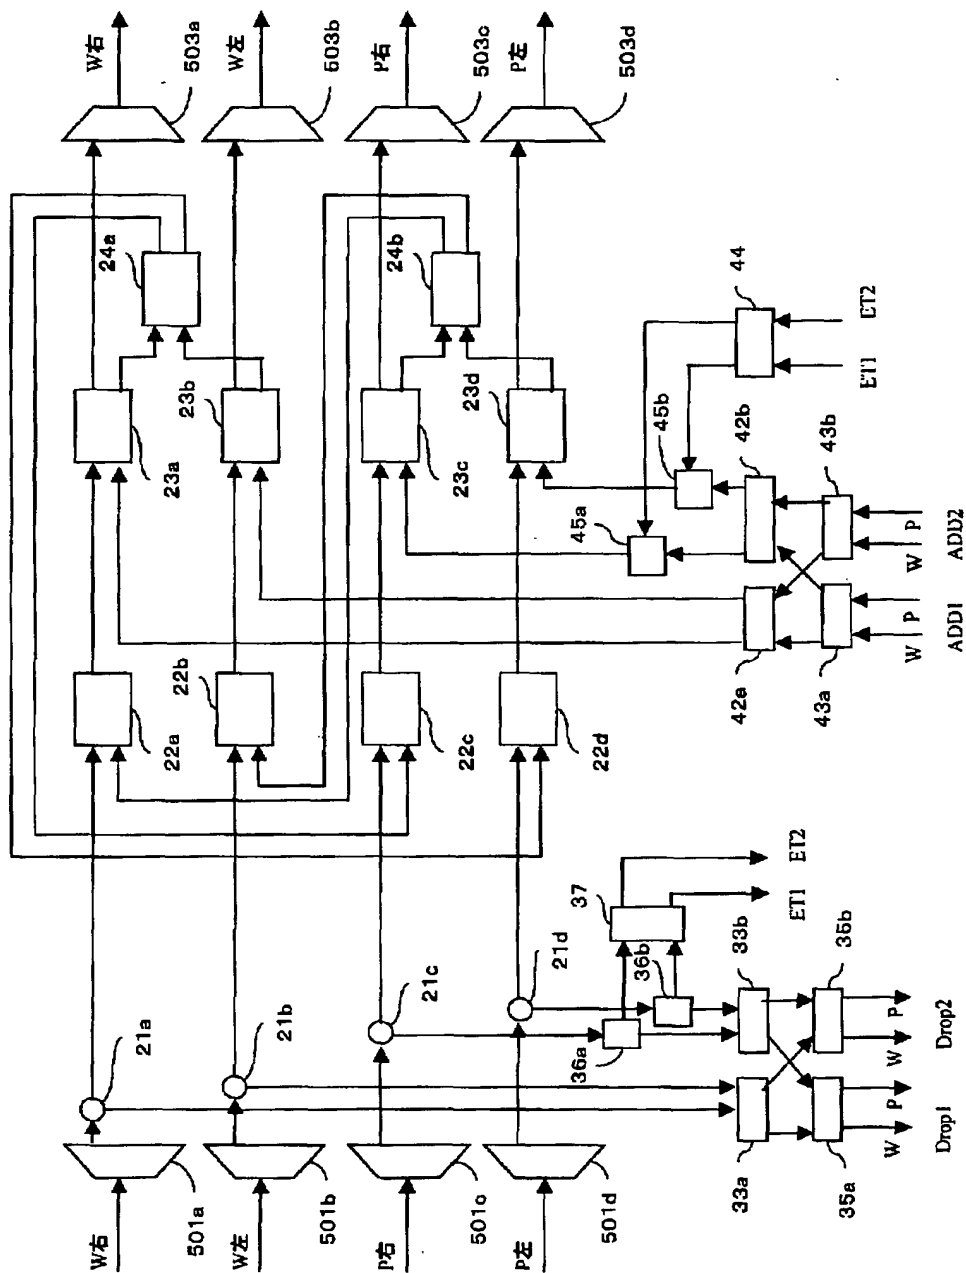 W右
503a
W左
503b
P右
503c
P左
503d
24a
24b
44
ET2
ET1
23a
23b
23c
23d
45b
42b
43b
45a
W P
ADD2
W P
ADD1
42a
43a
22a
22b
22c
22d
37
ET2
ET1
21a
21b
21c
21d
36b
36a
33b
35b
W P
Drop2
W P
Drop1
33a
35a
W右
501a
W左
501b
P右
501c
P左
501d